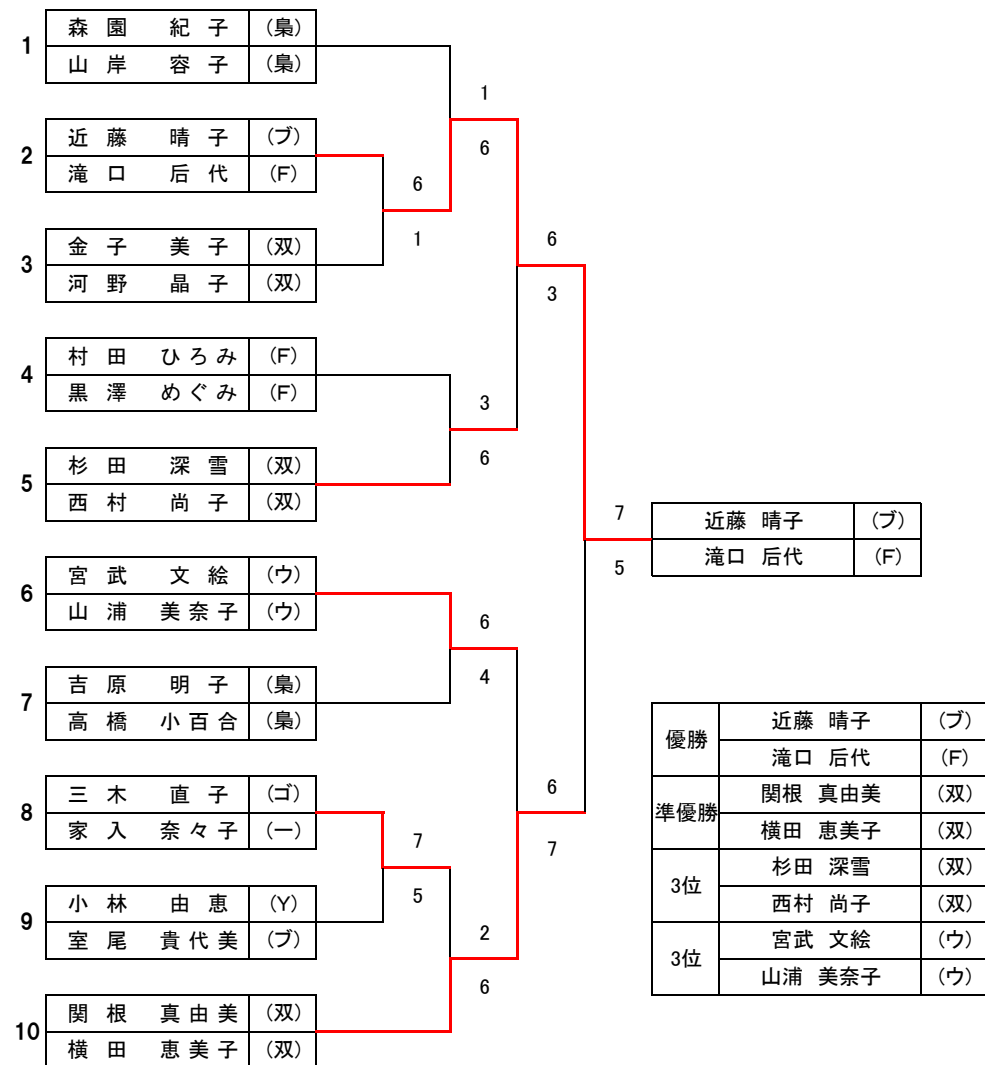 1
森園 紀子 (梟)
山岸 容子 (梟)
1
2
近藤 晴子 (ブ)
滝口 后代 (F)
6
6
3
金子 美子 (双)
河野 晶子 (双)
1
6
3
4
村田 ひろみ (F)
黒澤 めぐみ (F)
3
5
杉田 深雪 (双)
西村 尚子 (双)
6
7
近藤 晴子 (ブ)
滝口 后代 (F)
5
6
宮武 文絵 (ウ)
山浦 美奈子 (ウ)
6
4
7
吉原 明子 (梟)
高橋 小百合 (梟)
8
三木 直子 (ゴ)
家入 奈々子 (一)
7
6
7
9
小林 由恵 (Y)
室尾 貴代美 (ブ)
5
2
6
10
関根 真由美 (双)
横田 恵美子 (双)
優勝
近藤 晴子 (ブ)
滝口 后代 (F)
準優勝
関根 真由美 (双)
横田 恵美子 (双)
3位
杉田 深雪 (双)
西村 尚子 (双)
3位
宮武 文絵 (ウ)
山浦 美奈子 (ウ)